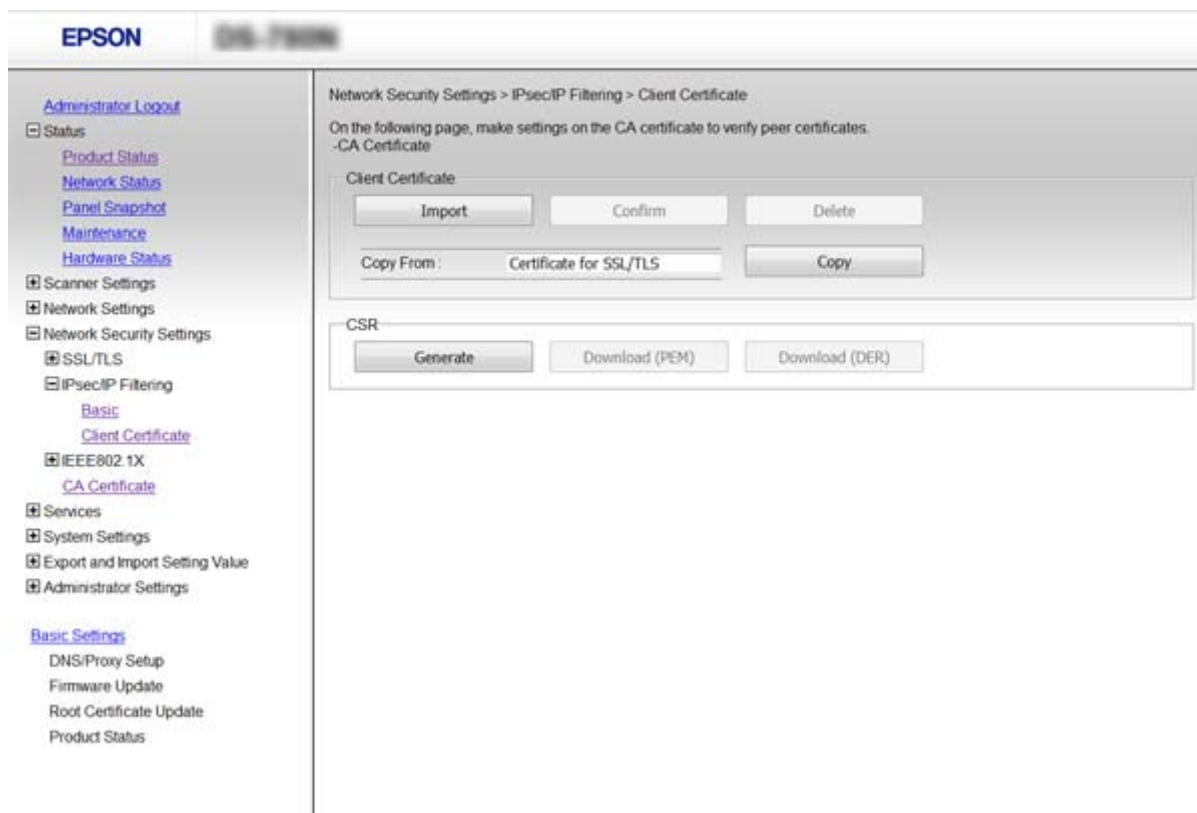 EPSON
Administrator Logout
Status
Product Status
Network Status
Panel Snapshot
Maintenance
Hardware Status
Scanner Settings
Network Settings
Network Security Settings
SSL/TLS
IPsec/IP Filtering
Basic
Client Certificate
IEEE802.1X
CA Certificate
Services
System Settings
Export and Import Setting Value
Administrator Settings
Basic Settings
DNS/Proxy Setup
Firmware Update
Root Certificate Update
Product Status
Network Security Settings > IPsec/IP Filtering > Client Certificate
On the following page, make settings on the CA certificate to verify peer certificates.
-CA Certificate
Client Certificate
Import Confirm Delete
Copy From : Certificate for SSL/TLS Copy
CSR
Generate Download (PEM) Download (DER)